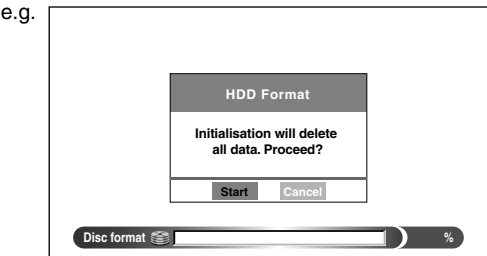 e.g.
HDD Format
Initialisation will delete
all data. Proceed?
Start Cancel
Disc format %